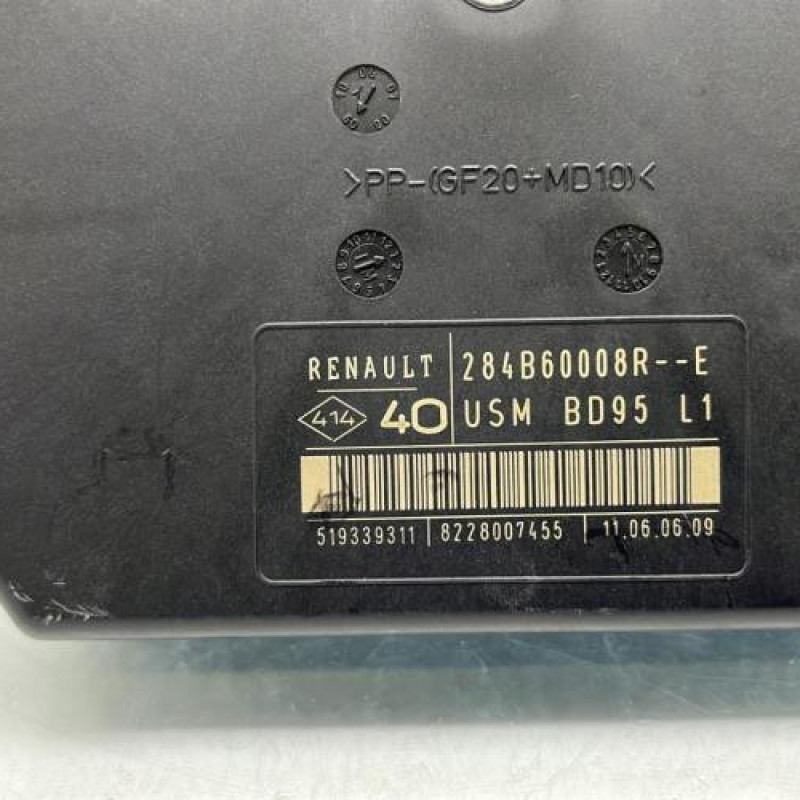 >PP-(GF20+MD10)<
RENAULT 284B60008R--E
414 40 USM BD95 L1
519339311 8228007455 11.06.06.09